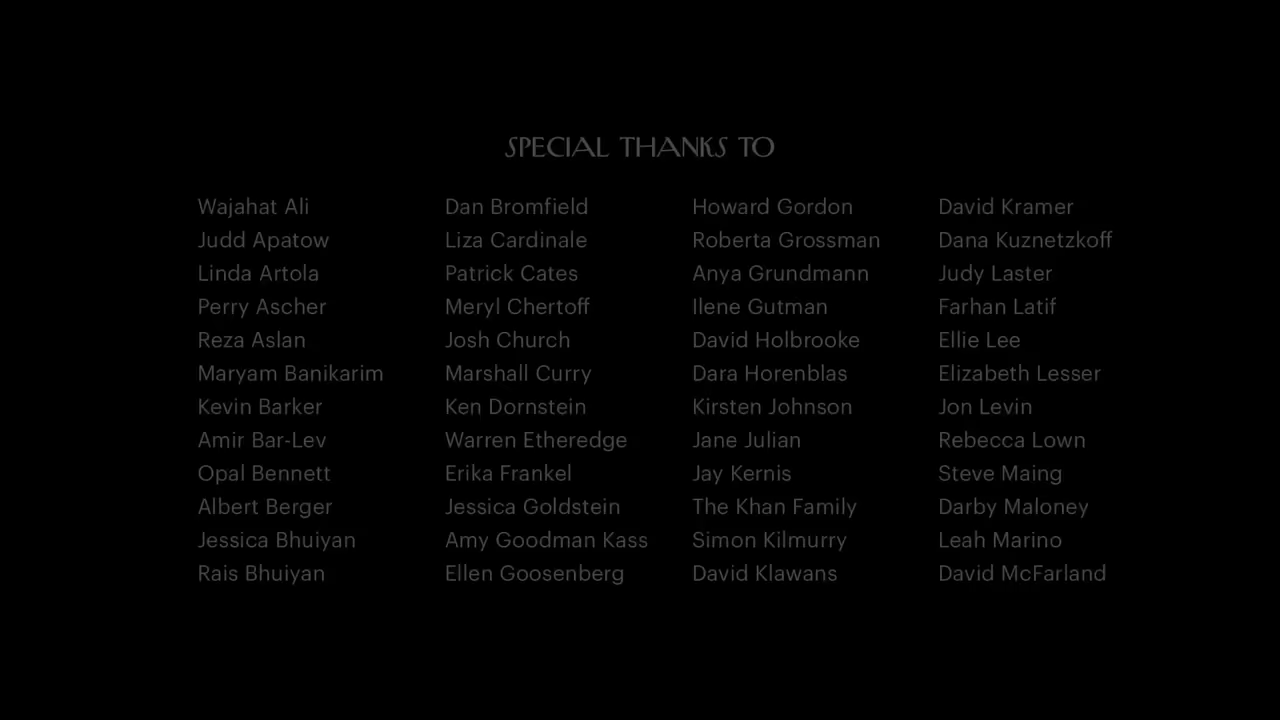 SPECIAL THANKS TO
Wajahat Ali
Judd Apatow
Linda Artola
Perry Ascher
Reza Aslan
Maryam Banikarim
Kevin Barker
Amir Bar-Lev
Opal Bennett
Albert Berger
Jessica Bhuiyan
Rais Bhuiyan
Dan Bromfield
Liza Cardinale
Patrick Cates
Meryl Chertoff
Josh Church
Marshall Curry
Ken Dornstein
Warren Etheredge
Erika Frankel
Jessica Goldstein
Amy Goodman Kass
Ellen Goosenberg
Howard Gordon
Roberta Grossman
Anya Grundmann
Ilene Gutman
David Holbrooke
Dara Horenblas
Kirsten Johnson
Jane Julian
Jay Kernis
The Khan Family
Simon Kilmurry
David Klawans
David Kramer
Dana Kuznetzkoff
Judy Laster
Farhan Latif
Ellie Lee
Elizabeth Lesser
Jon Levin
Rebecca Lown
Steve Maing
Darby Maloney
Leah Marino
David McFarland